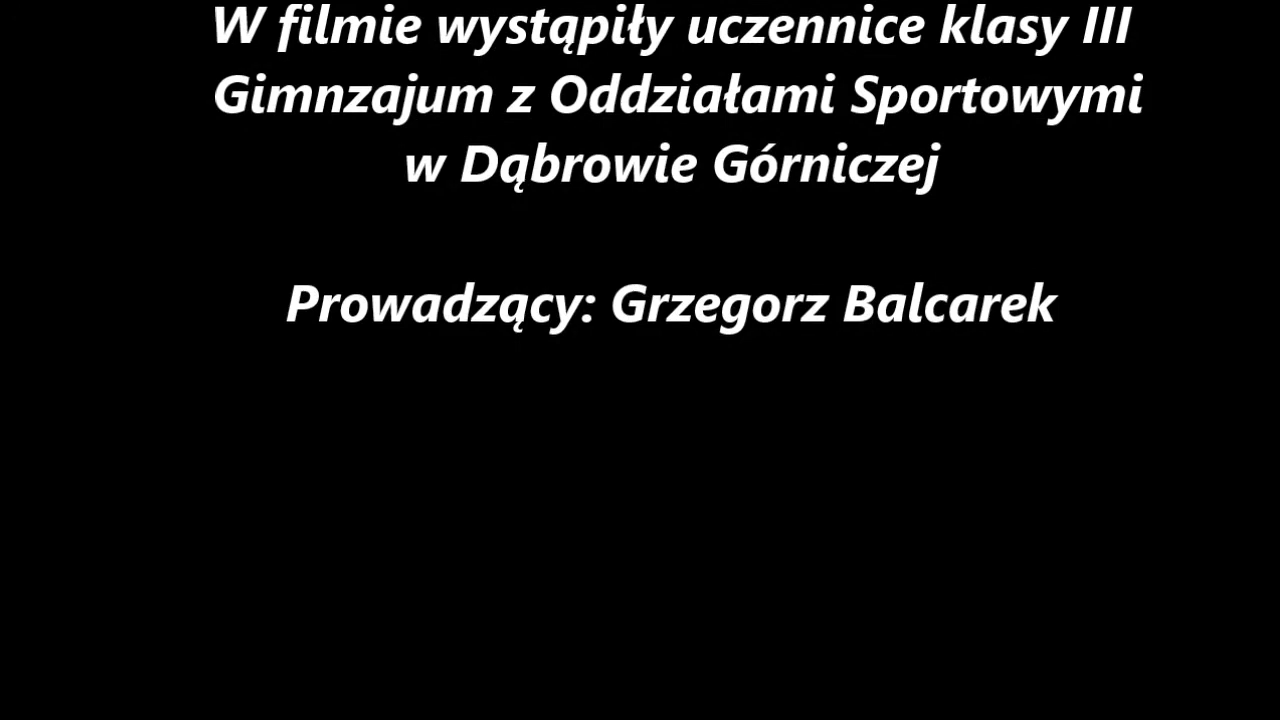 W filmie wystąpiły uczennice klasy III
Gimnzajum z Oddziałami Sportowymi
w Dąbrowie Górniczej
Prowadzący: Grzegorz Balcarek